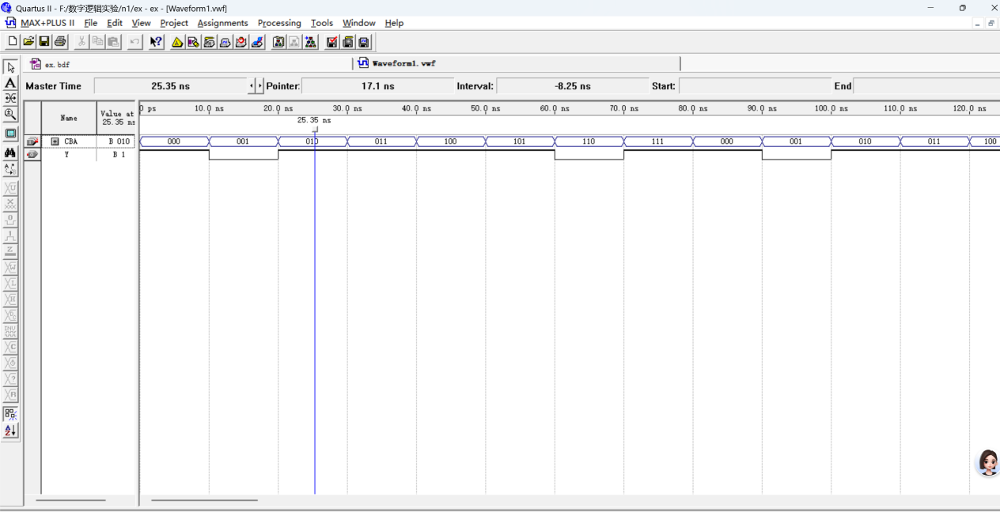 Quartus II - F:/数字逻辑实验/n1/ex - ex - [Waveform1.vwf]
MAX+PLUS II File Edit View Project Assignments Processing Tools Window Help
ex.bdf Waveform1.vwf
Master Time 25.35 ns Pointer: 17.1 ns Interval: -8.25 ns Start: End
Name Value at 25.35 ns
0 ps 10.0 ns 20.0 ns 30.0 ns 40.0 ns 50.0 ns 60.0 ns 70.0 ns 80.0 ns 90.0 ns 100.0 ns 110.0 ns 120.0 ns
25.35 ns
CBA B 010 000 001 010 011 100 101 110 111 000 001 010 011 100
Y B 1